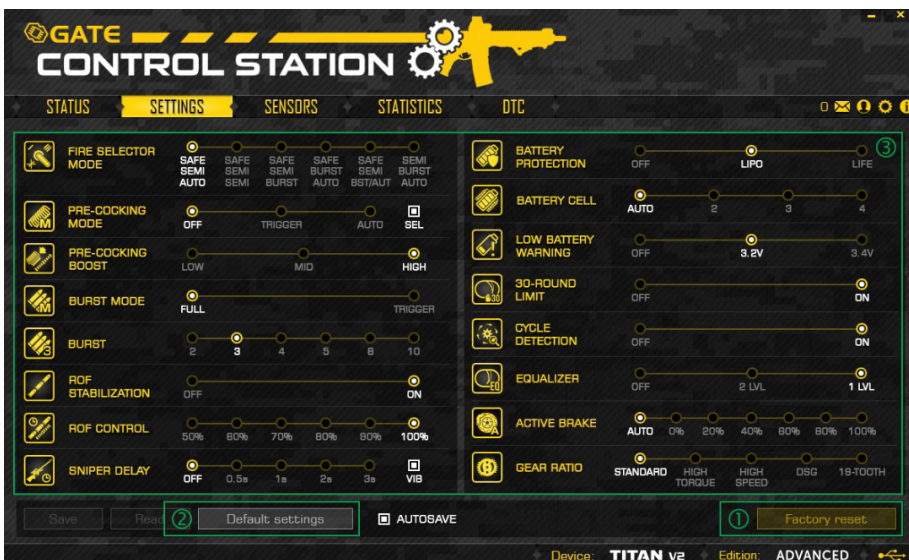 GATE
CONTROL STATION
STATUS SETTINGS SENSORS STATISTICS DTC 0
FIRE SELECTOR MODE
SAFE SEMI AUTO
SAFE SEMI SEMI
SAFE SEMI BURST
SAFE BURST AUTO
SAFE SEMI BST/AUT
SEMI BURST AUTO
PRE-COCKING MODE
OFF TRIGGER AUTO SEL
PRE-COCKING BOOST
LOW MID HIGH
BURST MODE
FULL TRIGGER
BURST
2 3 4 5 8 10
ROF STABILIZATION
OFF ON
ROF CONTROL
50% 60% 70% 80% 90% 100%
SNIPER DELAY
OFF 0.5s 1s 2s 3s VIB
3
BATTERY PROTECTION
OFF LIPO LIFE
BATTERY CELL
AUTO 2 3 4
LOW BATTERY WARNING
OFF 3.2V 3.4V
30-ROUND LIMIT
OFF ON
CYCLE DETECTION
OFF ON
EQUALIZER
OFF 2 LVL 1 LVL
ACTIVE BRAKE
AUTO 0% 20% 40% 60% 80% 100%
GEAR RATIO
STANDARD
HIGH TORQUE
HIGH SPEED
DSG
19-TOOTH
Save Read 2 Default settings AUTOSAVE 1 Factory reset
Device: TITAN V2 Edition: ADVANCED